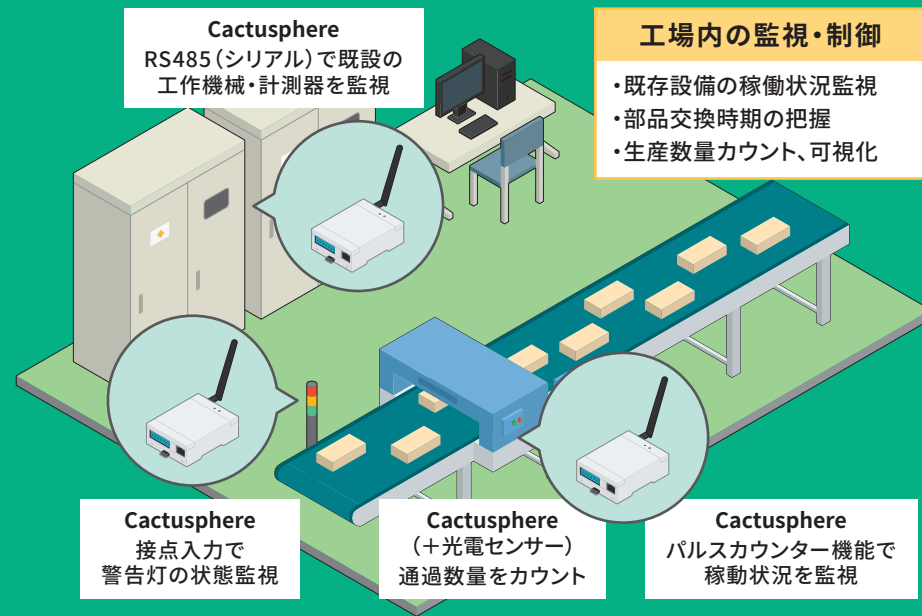 Cactusphere
RS485（シリアル）で既設の
工作機械・計測器を監視
工場内の監視・制御
・既存設備の稼働状況監視
・部品交換時期の把握
・生産数量カウント、可視化
Cactusphere
接点入力で
警告灯の状態監視
Cactusphere
（＋光電センサー）
通過数量をカウント
Cactusphere
パルスカウンター機能で
稼動状況を監視